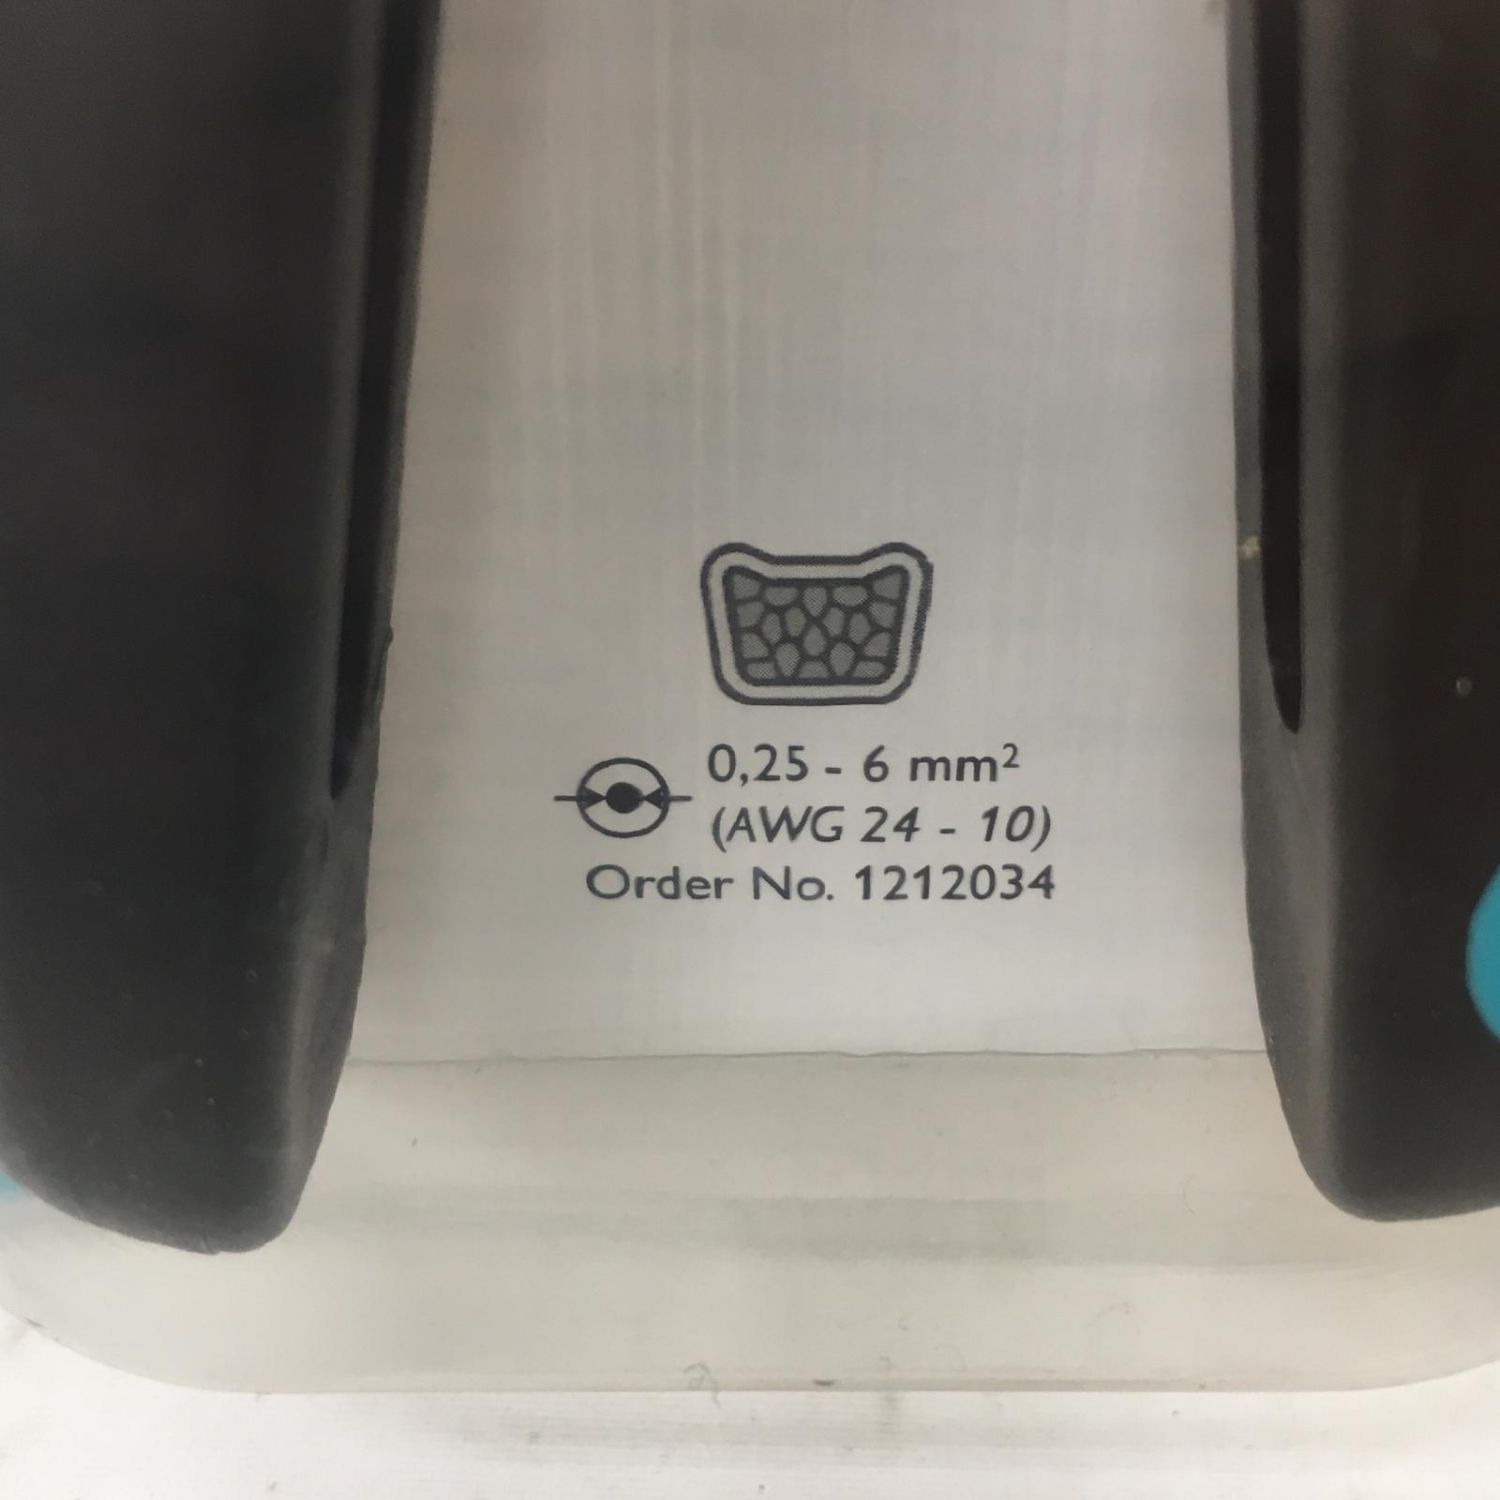 0,25 - 6 mm²
(AWG 24 - 10)
Order No. 1212034